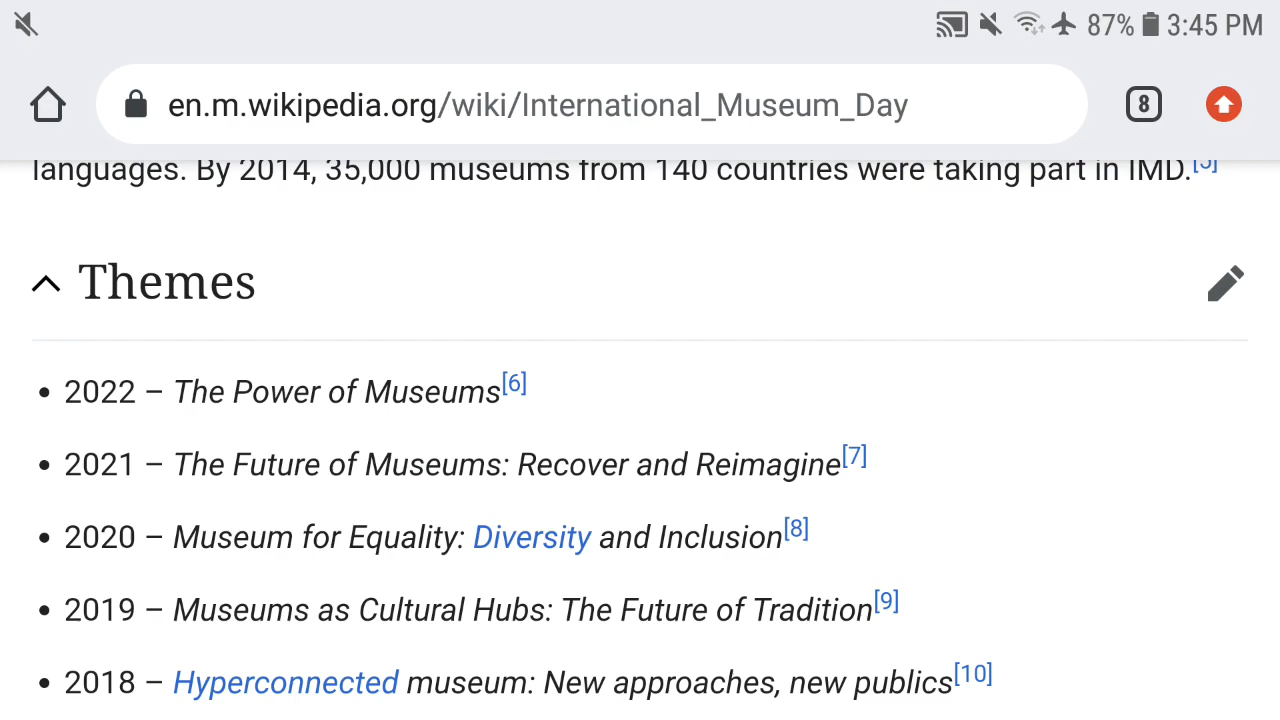 87% 3:45 PM
en.m.wikipedia.org/wiki/International_Museum_Day 8
languages. By 2014, 35,000 museums from 140 countries were taking part in IMD.[5]
Themes
• 2022 – The Power of Museums[6]
• 2021 – The Future of Museums: Recover and Reimagine[7]
• 2020 – Museum for Equality: Diversity and Inclusion[8]
• 2019 – Museums as Cultural Hubs: The Future of Tradition[9]
• 2018 – Hyperconnected museum: New approaches, new publics[10]